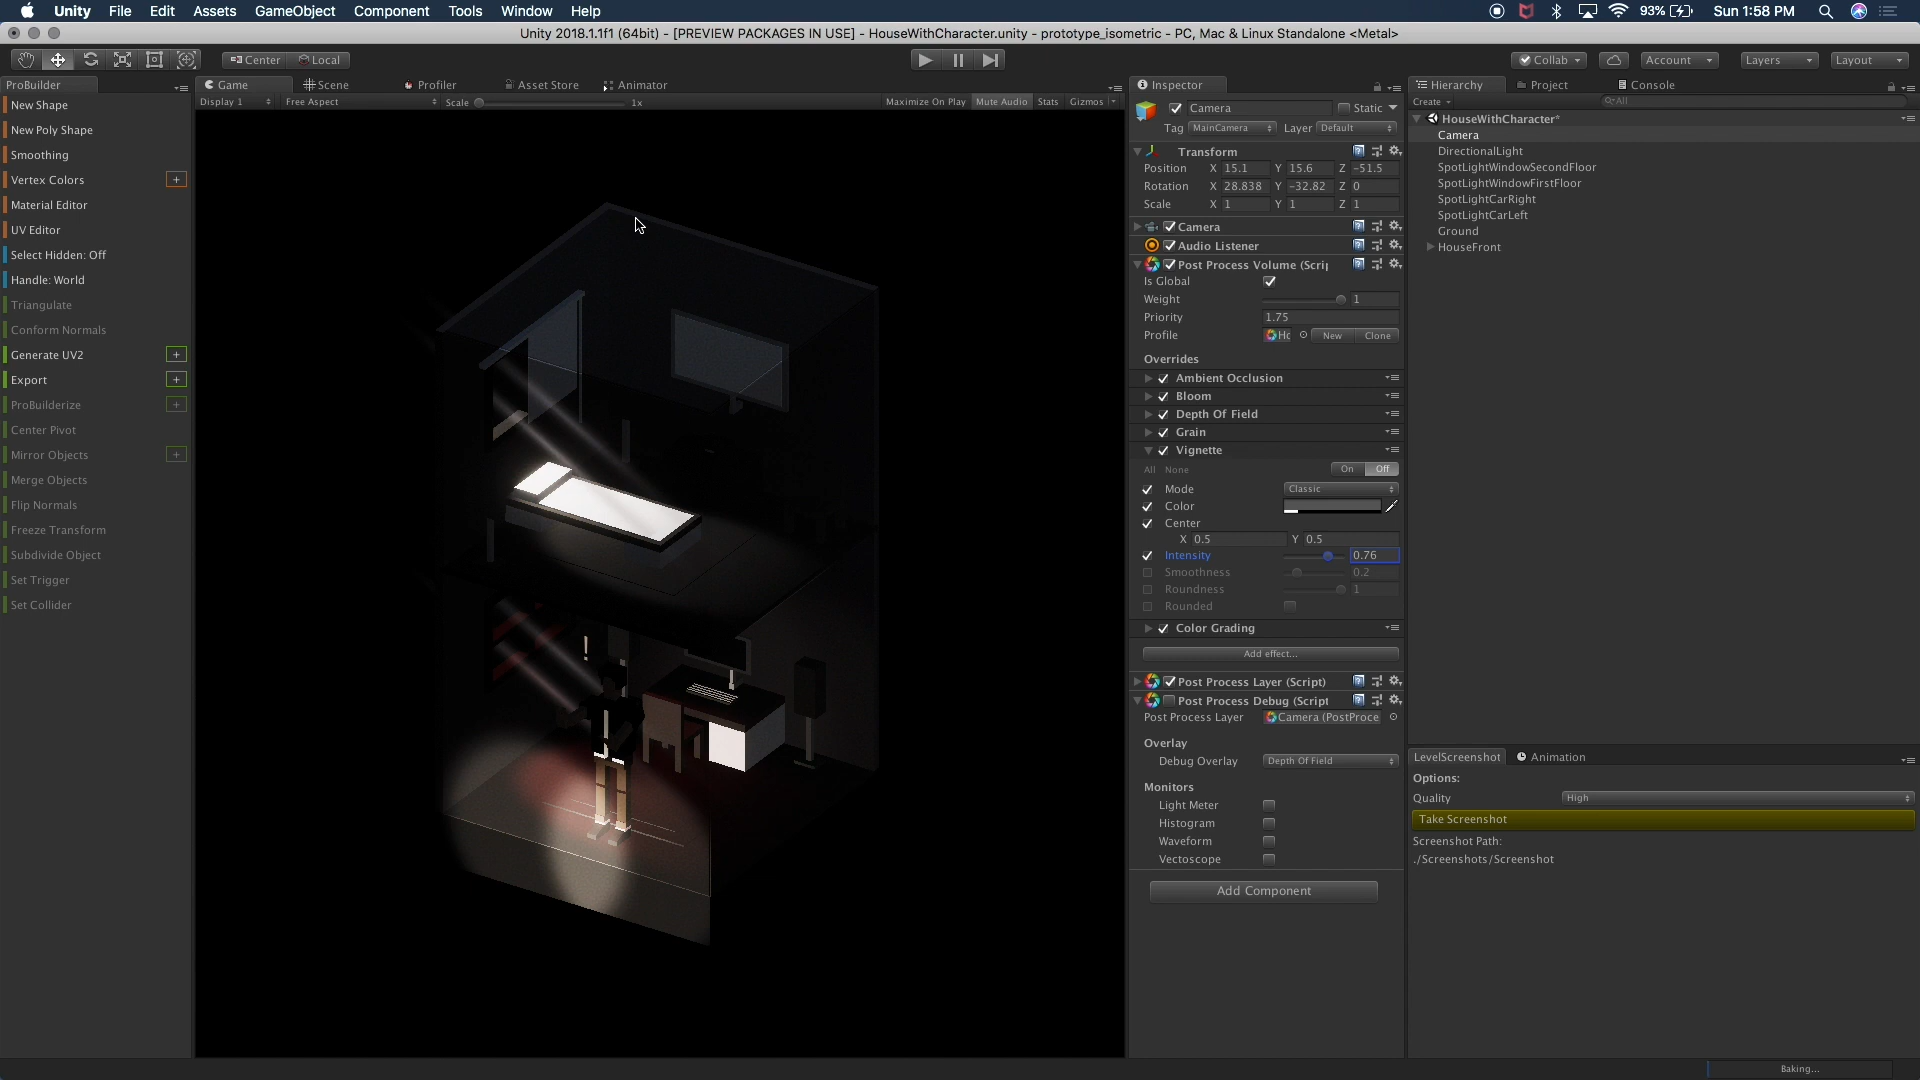 Unity File Edit Assets GameObject Component Tools Window Help 93% Sun 1:58 PM
Unity 2018.1.1f1 (64bit) - [PREVIEW PACKAGES IN USE] - HouseWithCharacter.unity - prototype_isometric - PC, Mac & Linux Standalone <Metal>
Center Local Collab Account Layers Layout
ProBuilder
New Shape
New Poly Shape
Smoothing
Vertex Colors +
Material Editor
UV Editor
Select Hidden: Off
Handle: World
Triangulate
Conform Normals
Generate UV2 +
Export +
ProBuilderize +
Center Pivot
Mirror Objects +
Merge Objects
Flip Normals
Freeze Transform
Subdivide Object
Set Trigger
Set Collider
Game Scene Profiler Asset Store Animator
Display 1 Free Aspect Scale 1x Maximize On Play Mute Audio Stats Gizmos
Inspector
Camera Static
Tag MainCamera Layer Default
Transform
Position X 15.1 Y 15.6 Z -51.5
Rotation X 28.838 Y -32.82 Z 0
Scale X 1 Y 1 Z 1
Camera
Audio Listener
Post Process Volume (Scrip
Is Global
Weight 1
Priority 1.75
Profile Ho New Clone
Overrides
Ambient Occlusion
Bloom
Depth Of Field
Grain
Vignette
All None On Off
Mode Classic
Color
Center
X 0.5 Y 0.5
Intensity 0.76
Smoothness 0.2
Roundness 1
Rounded
Color Grading
Add effect...
Post Process Layer (Script)
Post Process Debug (Script
Post Process Layer Camera (PostProce
Overlay
Debug Overlay Depth Of Field
Monitors
Light Meter
Histogram
Waveform
Vectoscope
Add Component
Hierarchy Project Console
Create All
HouseWithCharacter*
Camera
DirectionalLight
SpotLightWindowSecondFloor
SpotLightWindowFirstFloor
SpotLightCarRight
SpotLightCarLeft
Ground
HouseFront
LevelScreenshot Animation
Options:
Quality High
Take Screenshot
Screenshot Path:
./Screenshots/Screenshot
Baking...